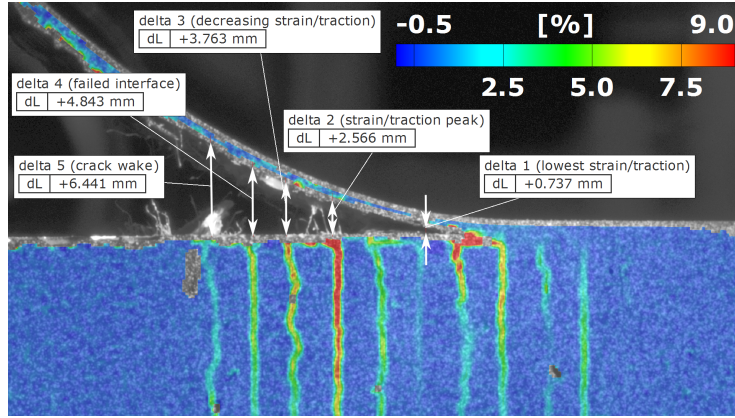 -0.5 [%] 9.0
2.5 5.0 7.5
delta 3 (decreasing strain/traction)
dL +3.763 mm
delta 4 (failed interface)
dL +4.843 mm
delta 2 (strain/traction peak)
dL +2.566 mm
delta 5 (crack wake)
dL +6.441 mm
delta 1 (lowest strain/traction)
dL +0.737 mm